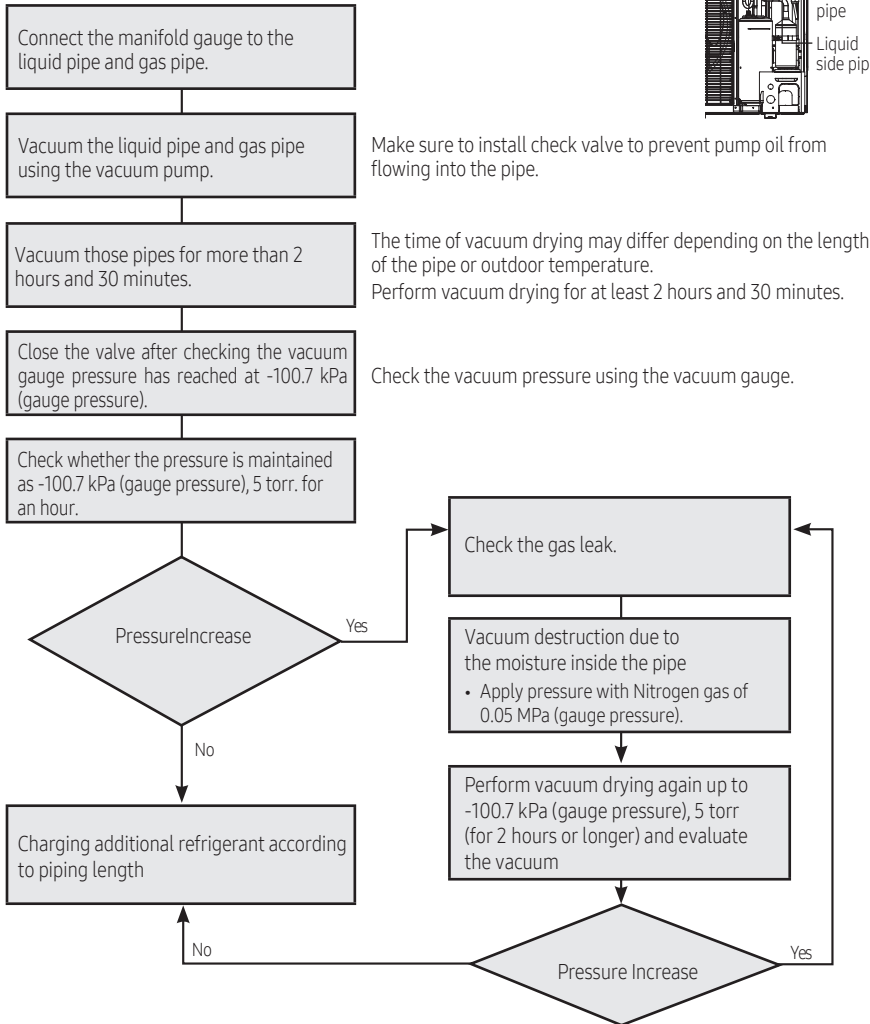 pipe
Liquid
side pip
Connect the manifold gauge to the
liquid pipe and gas pipe.
Vacuum the liquid pipe and gas pipe
using the vacuum pump.
Make sure to install check valve to prevent pump oil from
flowing into the pipe.
Vacuum those pipes for more than 2
hours and 30 minutes.
The time of vacuum drying may differ depending on the length
of the pipe or outdoor temperature.
Perform vacuum drying for at least 2 hours and 30 minutes.
Close the valve after checking the vacuum
gauge pressure has reached at -100.7 kPa
(gauge pressure).
Check the vacuum pressure using the vacuum gauge.
Check whether the pressure is maintained
as -100.7 kPa (gauge pressure), 5 torr. for
an hour.
PressureIncrease
Yes
No
Check the gas leak.
Vacuum destruction due to
the moisture inside the pipe
• Apply pressure with Nitrogen gas of
0.05 MPa (gauge pressure).
Perform vacuum drying again up to
-100.7 kPa (gauge pressure), 5 torr
(for 2 hours or longer) and evaluate
the vacuum
Charging additional refrigerant according
to piping length
No
Pressure Increase
Yes